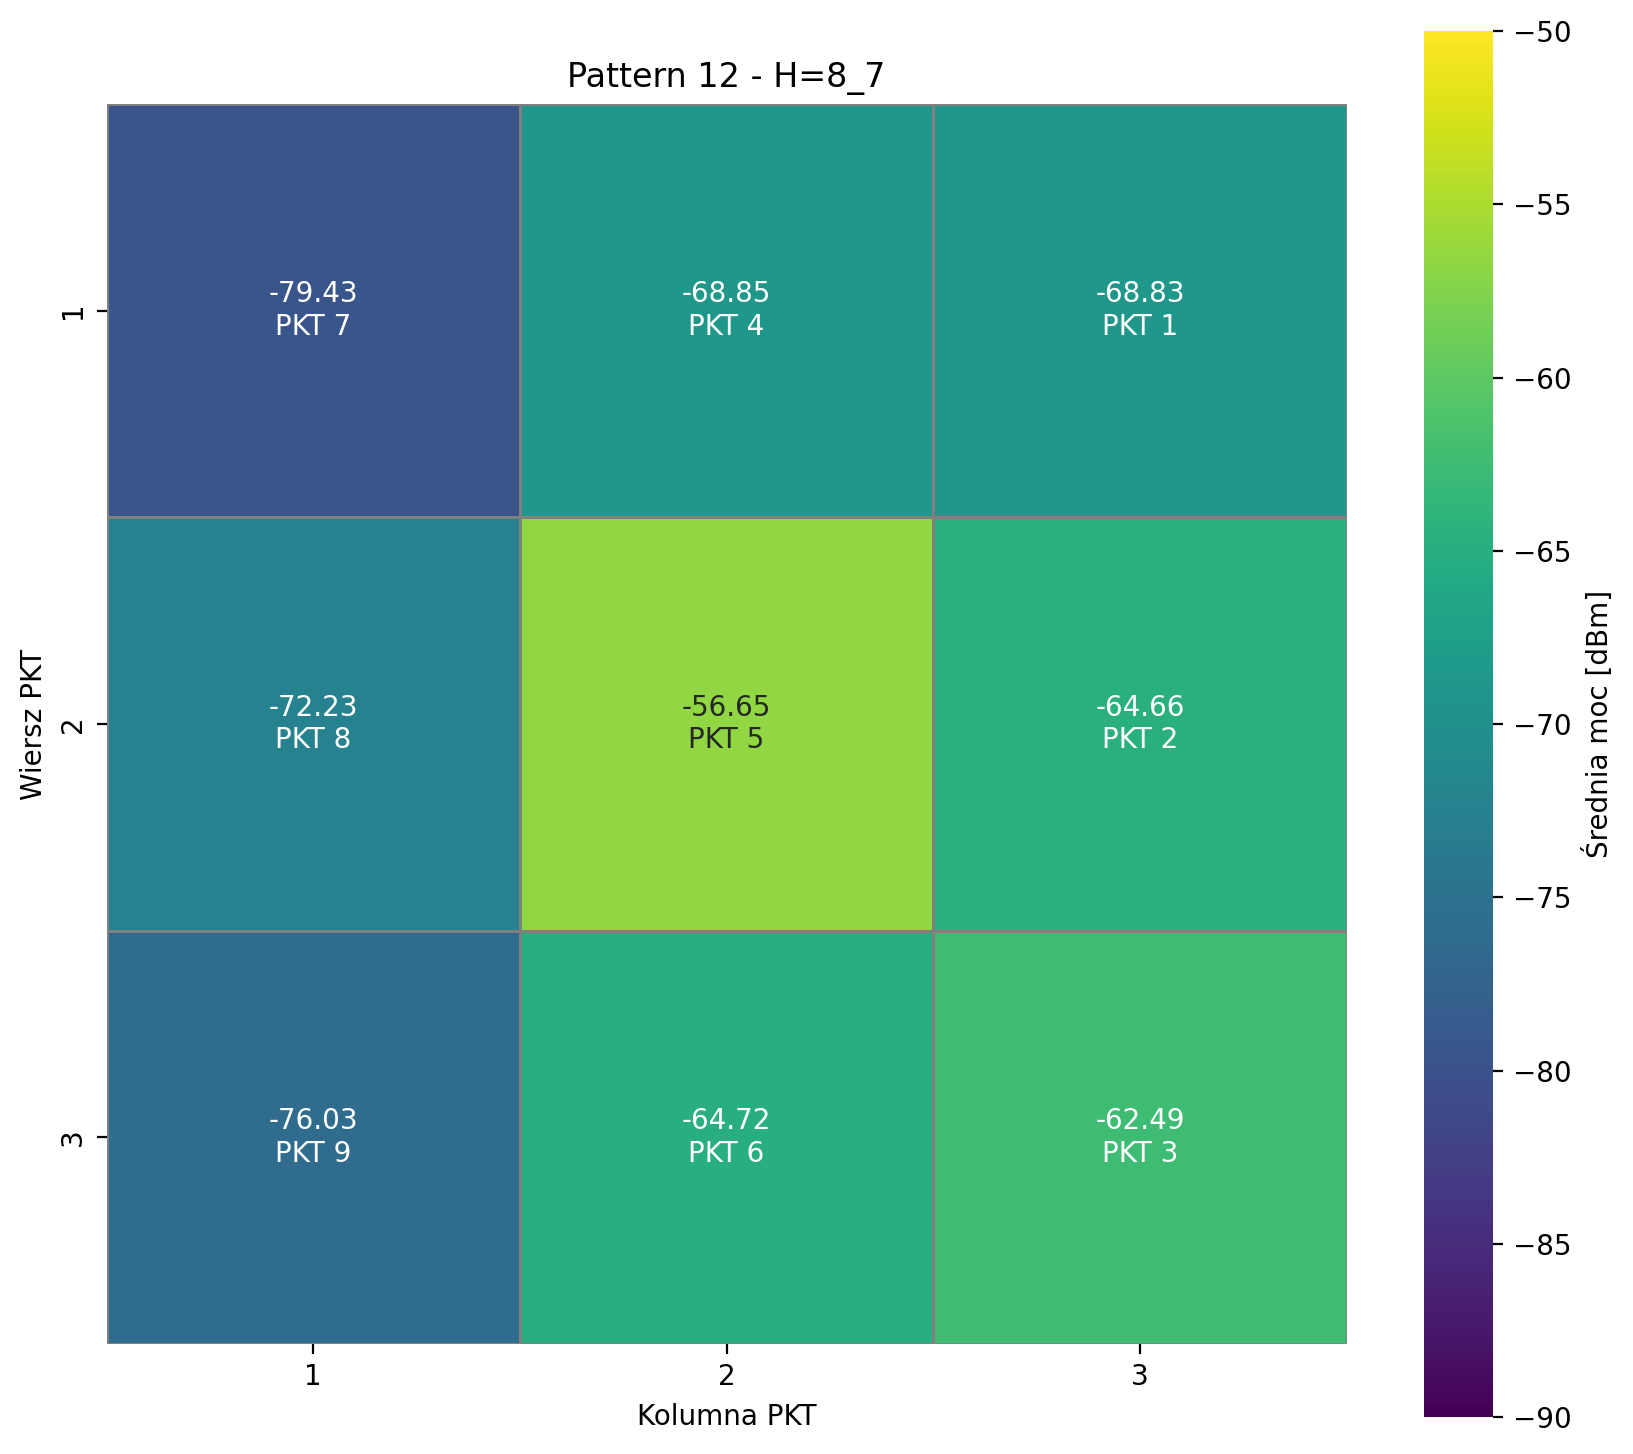 Pattern 12 - H=8_7
-79.43
PKT 7
-68.85
PKT 4
-68.83
PKT 1
-72.23
PKT 8
-56.65
PKT 5
-64.66
PKT 2
-76.03
PKT 9
-64.72
PKT 6
-62.49
PKT 3
1
2
3
Wiersz PKT
1
2
3
Kolumna PKT
−50
−55
−60
−65
−70
−75
−80
−85
−90
Średnia moc [dBm]